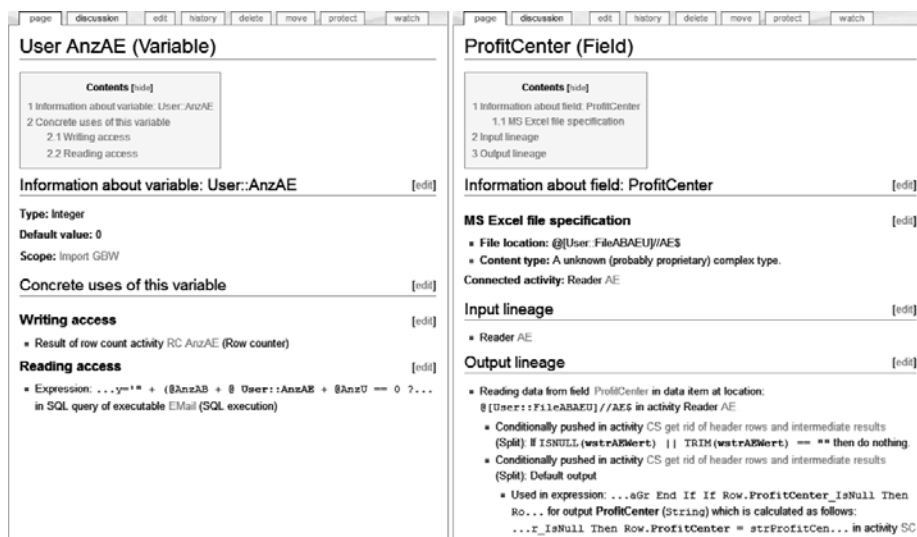 page discussion edit history delete move protect watch
User AnzAE (Variable)
Contents [hide]
1 Information about variable: User::AnzAE
2 Concrete uses of this variable
2.1 Writing access
2.2 Reading access
Information about variable: User::AnzAE [edit]
Type: Integer
Default value: 0
Scope: Import GBW
Concrete uses of this variable [edit]
Writing access [edit]
Result of row count activity RC AnzAE (Row counter)
Reading access [edit]
Expression: ...y='" + (@AnzAB + @ User::AnzAE + @AnzU == 0 ?...
in SQL query of executable EMail (SQL execution)
page discussion edit history delete move protect watch
ProfitCenter (Field)
Contents [hide]
1 Information about field: ProfitCenter
1.1 MS Excel file specification
2 Input lineage
3 Output lineage
Information about field: ProfitCenter [edit]
MS Excel file specification [edit]
File location: @[User::FileABAEU]//AE$
Content type: A unknown (probably proprietary) complex type.
Connected activity: Reader AE
Input lineage [edit]
Reader AE
Output lineage [edit]
Reading data from field ProfitCenter in data item at location:
@[User::FileABAEU]//AE$ in activity Reader AE
Conditionally pushed in activity CS get rid of header rows and intermediate results
(Split): If ISNULL(wstrAEWert) || TRIM(wstrAEWert) == "" then do nothing.
Conditionally pushed in activity CS get rid of header rows and intermediate results
(Split): Default output
Used in expression: ...aGr End If If Row.ProfitCenter_IsNull Then
Ro... for output ProfitCenter (String) which is calculated as follows:
...r_IsNull Then Row.ProfitCenter = strProfitCen... in activity SC